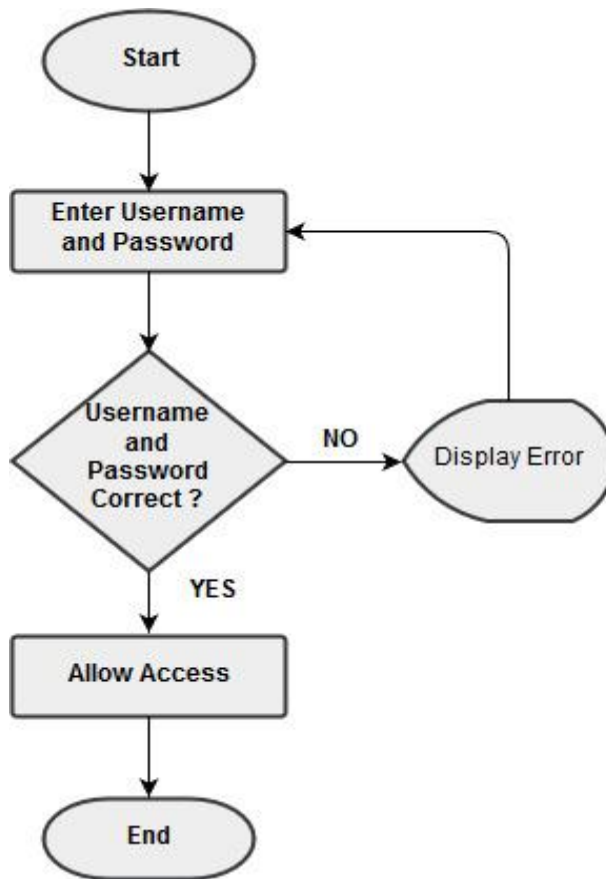 Start
Enter Username
and Password
Username
and
Password
Correct ?
NO
Display Error
YES
Allow Access
End